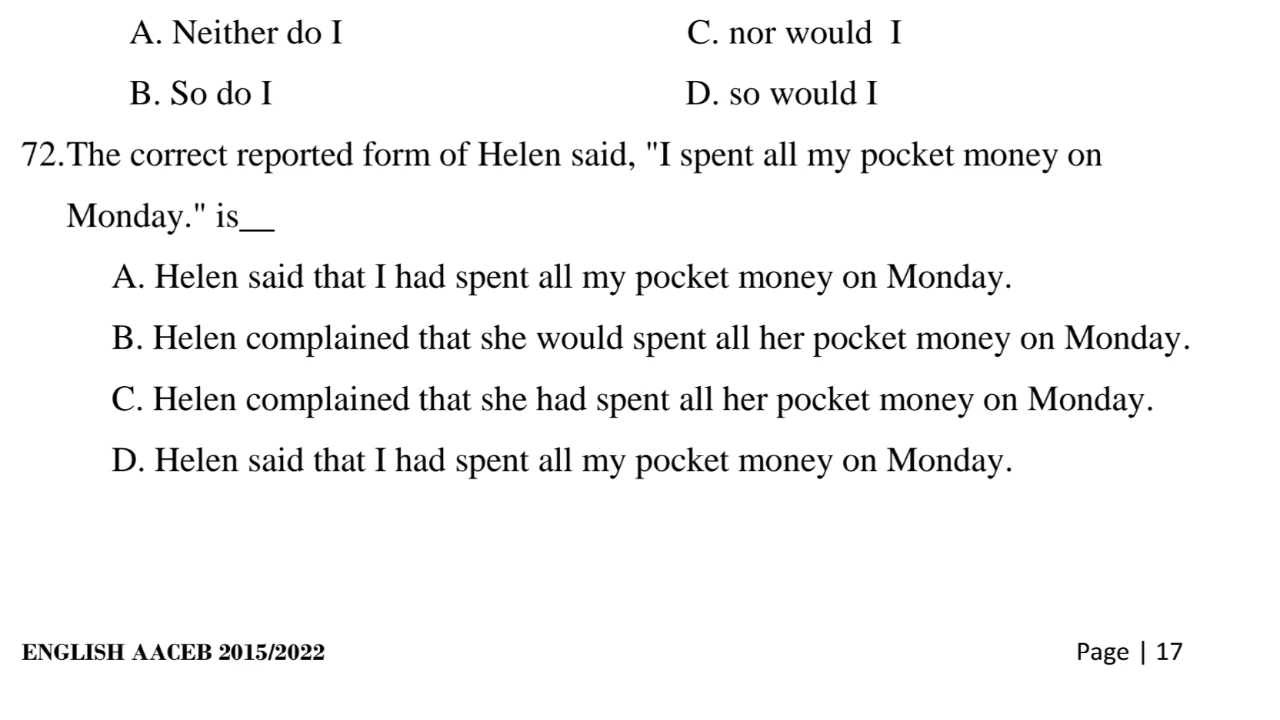 A. Neither do I C. nor would I
B. So do I D. so would I
72.The correct reported form of Helen said, "I spent all my pocket money on
Monday." is__
A. Helen said that I had spent all my pocket money on Monday.
B. Helen complained that she would spent all her pocket money on Monday.
C. Helen complained that she had spent all her pocket money on Monday.
D. Helen said that I had spent all my pocket money on Monday.
ENGLISH AACEB 2015/2022 Page | 17